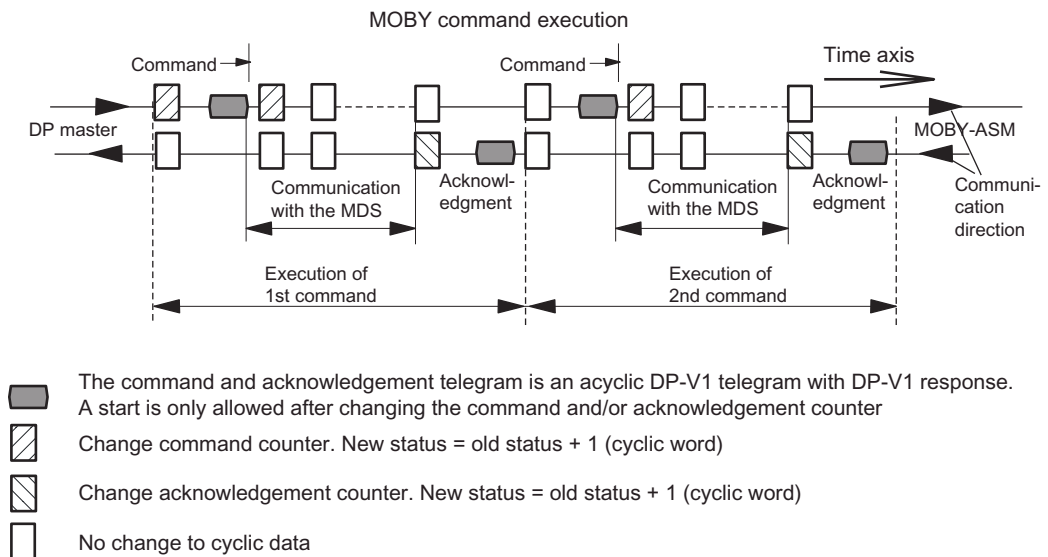 MOBY command execution
Command
Command
Time axis
DP master
MOBY-ASM
Communication
with the MDS
Acknowl-
edgment
Communication
with the MDS
Acknowl-
edgment
Communi-
cation
direction
Execution of
1st command
Execution of
2nd command
The command and acknowledgement telegram is an acyclic DP-V1 telegram with DP-V1 response.
A start is only allowed after changing the command and/or acknowledgement counter
Change command counter. New status = old status + 1 (cyclic word)
Change acknowledgement counter. New status = old status + 1 (cyclic word)
No change to cyclic data